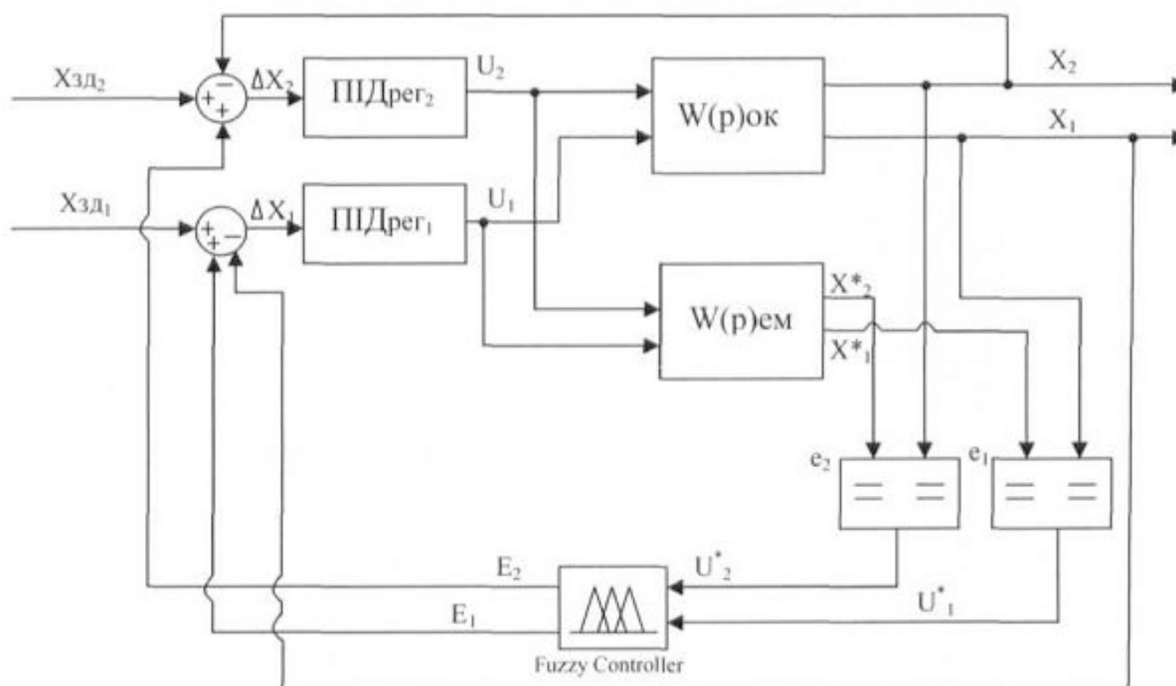 Xзд₂
ΔX₂
ПІДрег₂
U₂
W(p)ок
X₂
X₁
Xзд₁
ΔX₁
ПІДрег₁
U₁
W(p)ем
X*₂
X*₁
e₂
e₁
E₂
U*₂
E₁
U*₁
Fuzzy Controller